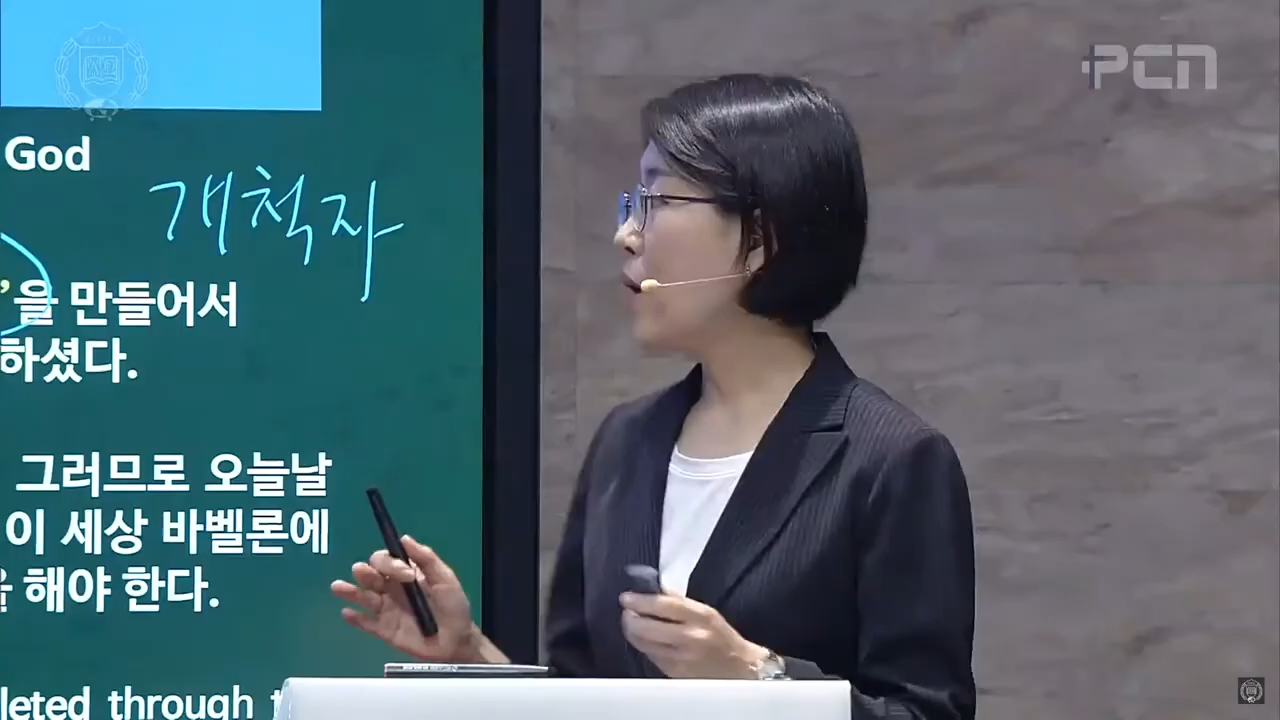 PCN
God
개척자
’을 만들어서
하셨다.
그러므로 오늘날
이 세상 바벨론에
해야 한다.
leted through